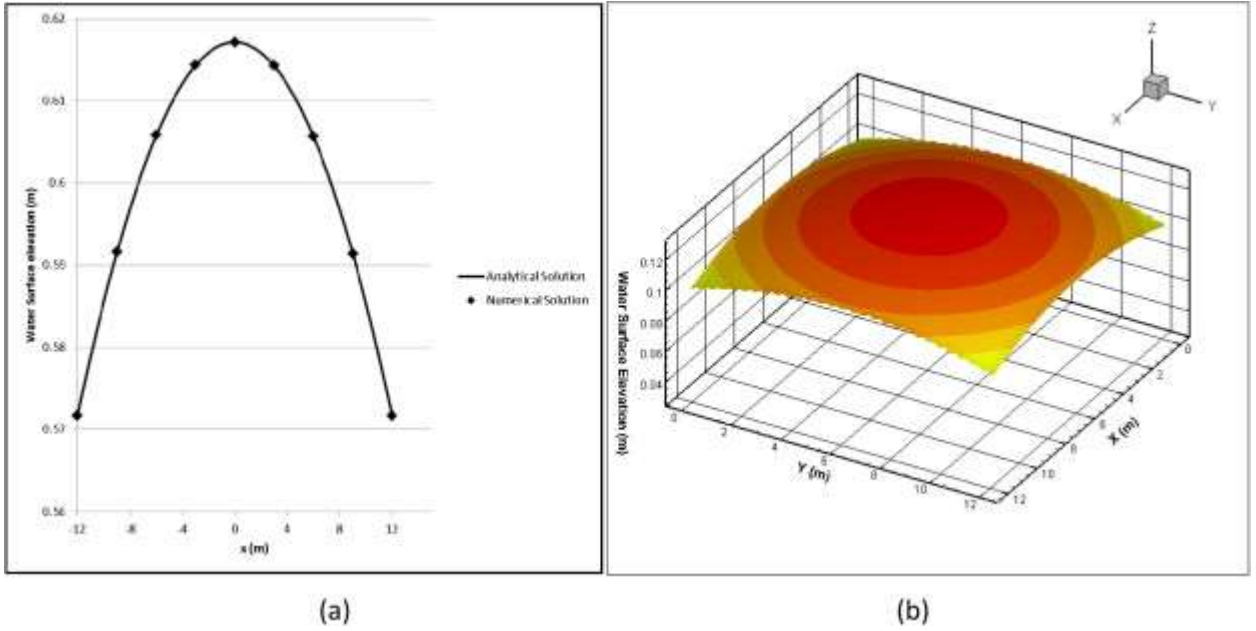 0.62
0.61
0.6
0.59
0.58
0.57
0.56
Water Surface elevation (m)
-12 -8 -4 0 4 8 12
x (m)
Analytical Solution
Numerical Solution
Z
X
Y
0.12
0.1
0.08
0.06
0.04
Water Surface Elevation (m)
0 2 4 6 8 10 12
Y (m)
0 2 4 6 8 10 12
X (m)
(a)
(b)